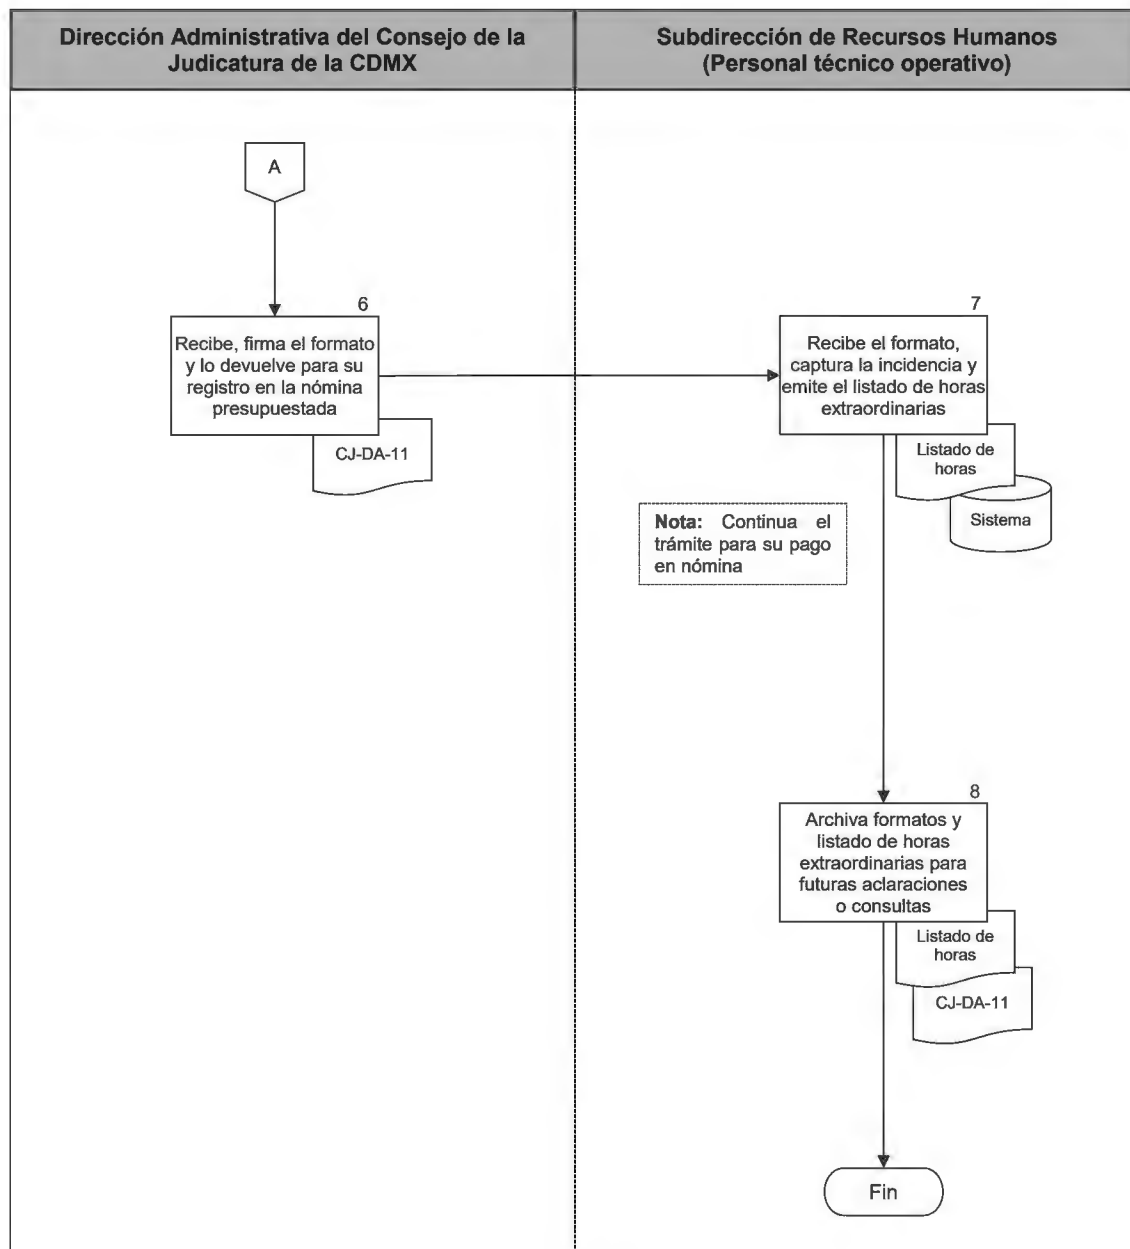 Dirección Administrativa del Consejo de la
Judicatura de la CDMX
Subdirección de Recursos Humanos
(Personal técnico operativo)
A
6
Recibe, firma el formato
y lo devuelve para su
registro en la nómina
presupuestada
CJ-DA-11
7
Recibe el formato,
captura la incidencia y
emite el listado de horas
extraordinarias
Listado de
horas
Sistema
Nota: Continua el
trámite para su pago
en nómina
8
Archiva formatos y
listado de horas
extraordinarias para
futuras aclaraciones
o consultas
Listado de
horas
CJ-DA-11
Fin